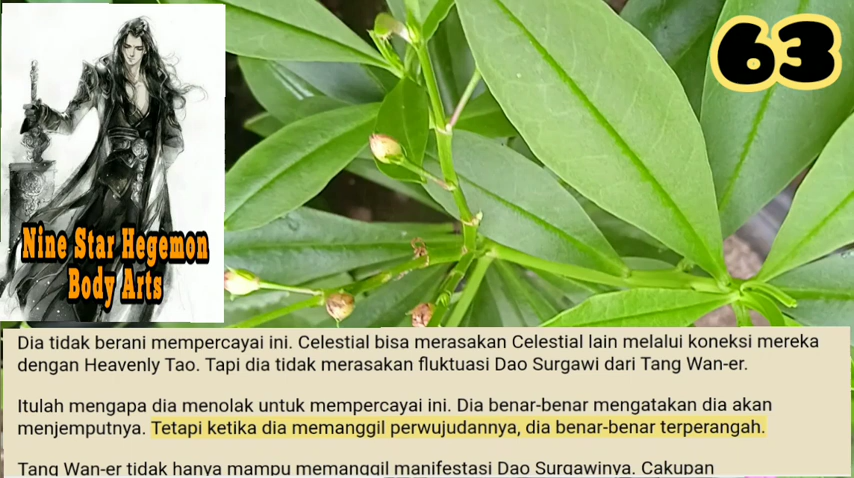 63
Nine Star Hegemon
Body Arts
Dia tidak berani mempercayai ini. Celestial bisa merasakan Celestial lain melalui koneksi mereka
dengan Heavenly Tao. Tapi dia tidak merasakan fluktuasi Dao Surgawi dari Tang Wan-er.
Itulah mengapa dia menolak untuk mempercayai ini. Dia benar-benar mengatakan dia akan
menjemputnya. Tetapi ketika dia memanggil perwujudannya, dia benar-benar terperangah.
Tang Wan-er tidak hanya mampu memanggil manifestasi Dao Surgawinya. Cakupan